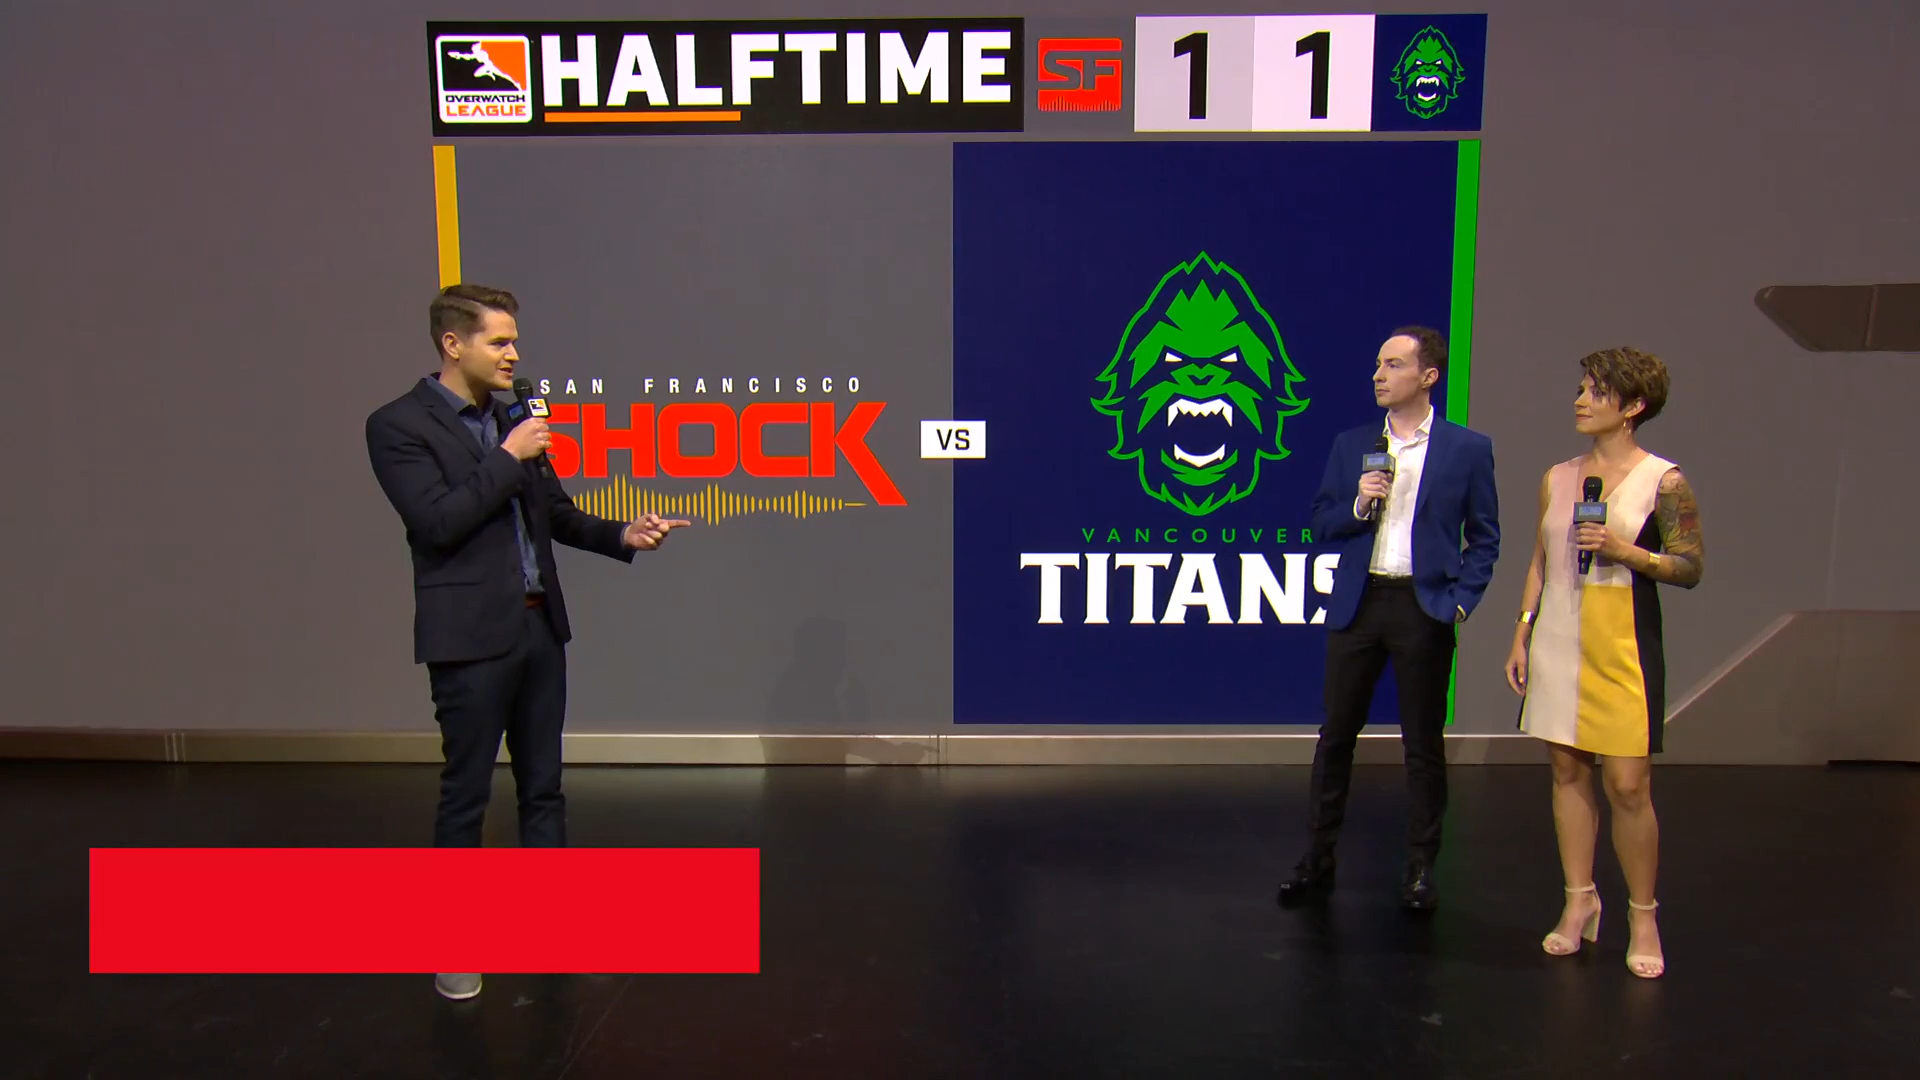 HALFTIME
OVERWATCH
LEAGUE
SF
1 1
SAN FRANCISCO
SHOCK
VS
VANCOUVER
TITANS